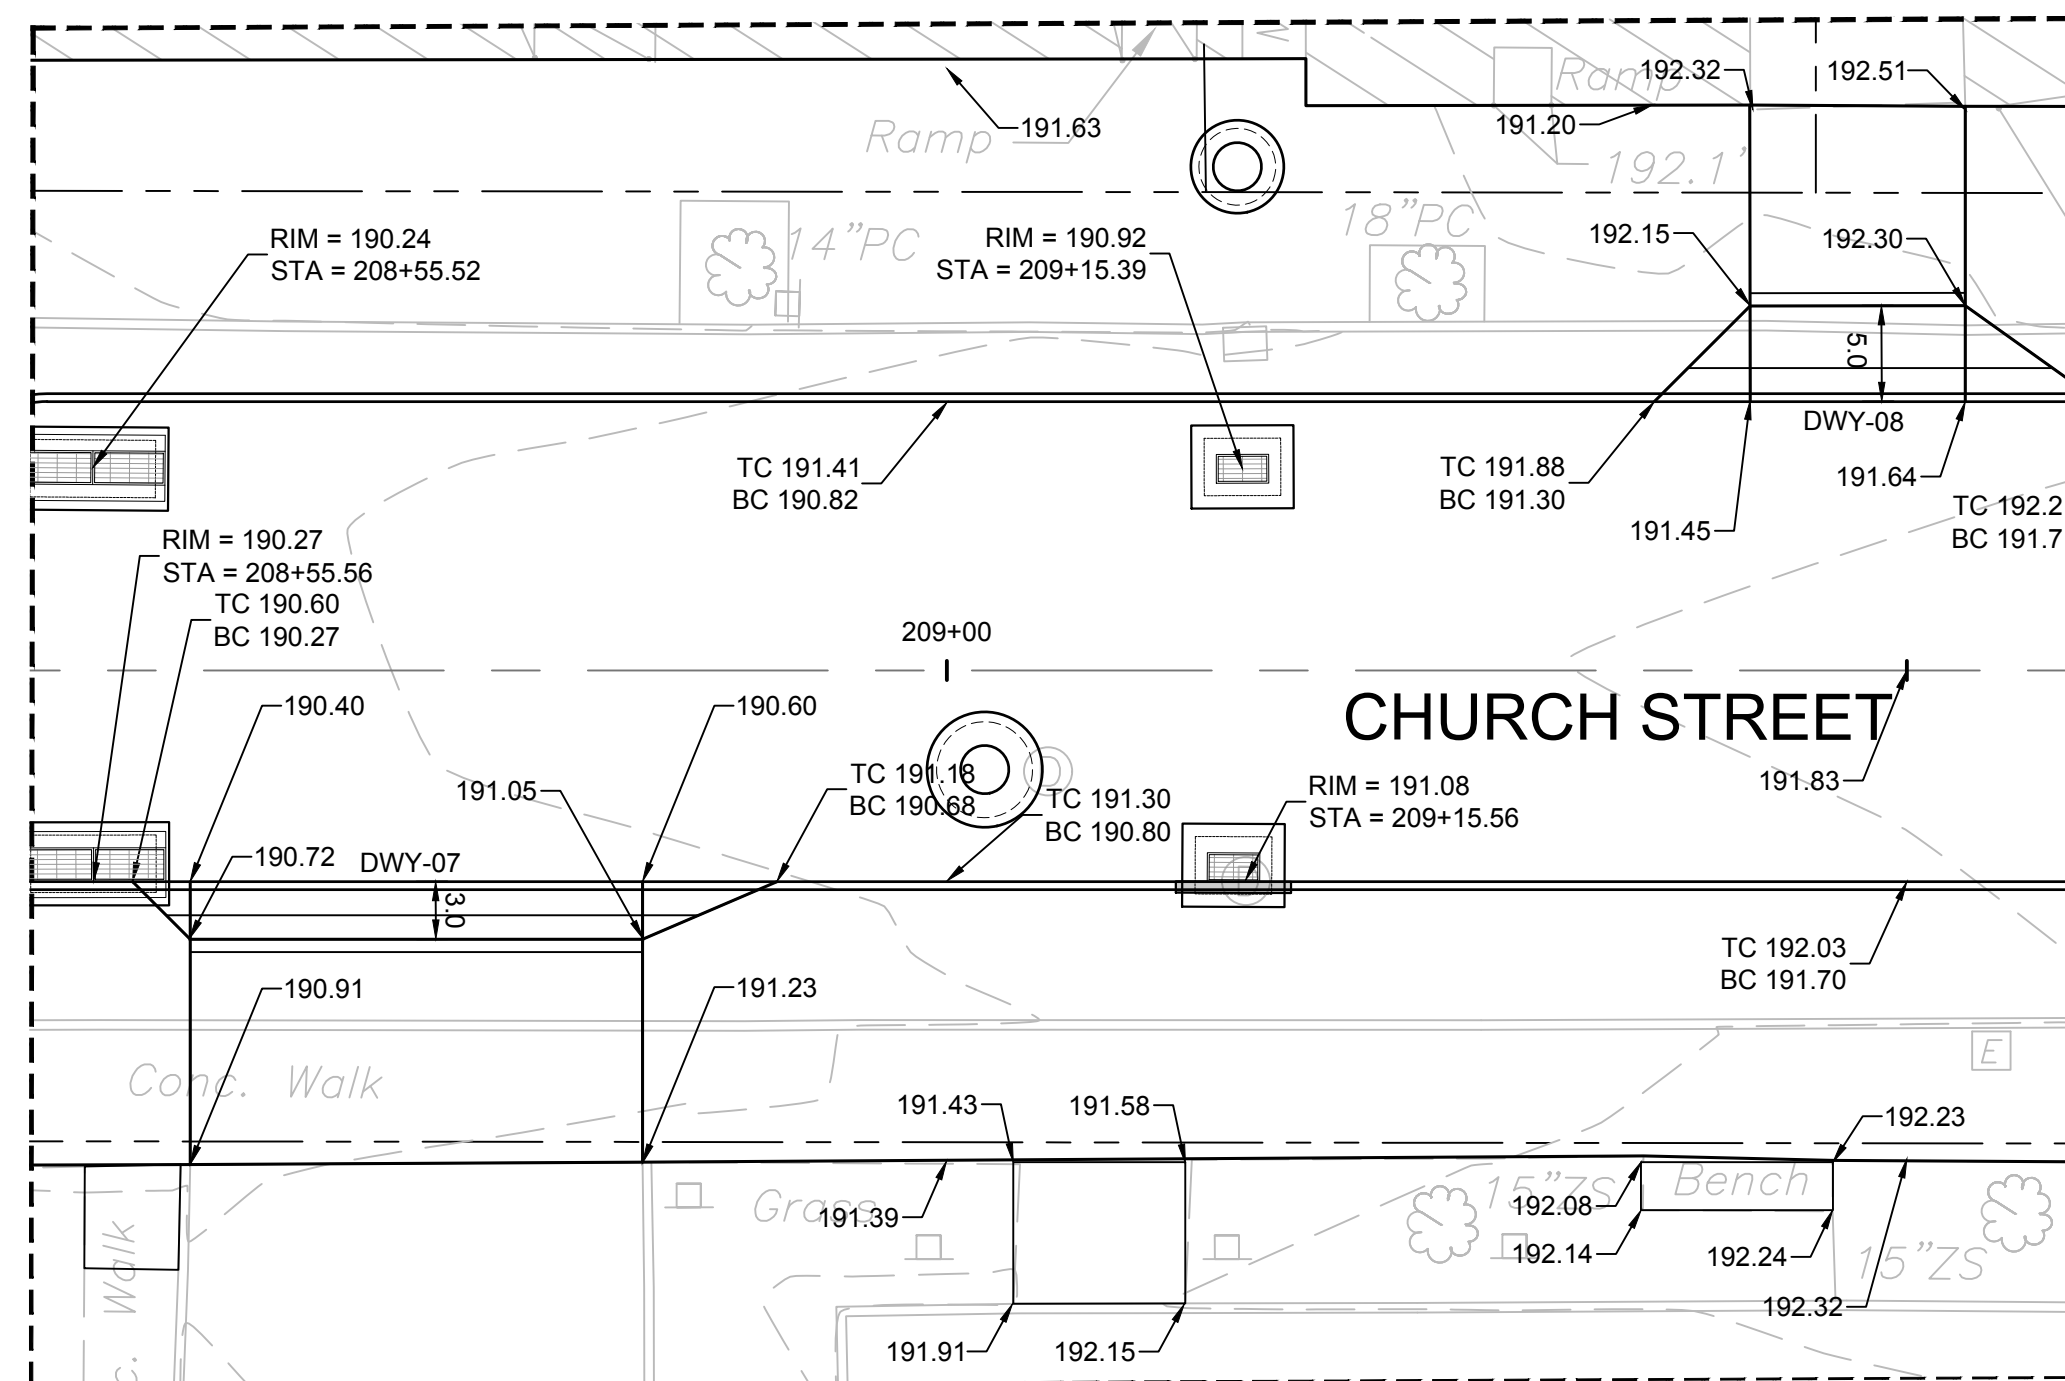 Ramp
192.32
192.51
191.63
Ramp
191.20
192.1'
14"PC
18"PC
RIM = 190.24
STA = 208+55.52
RIM = 190.92
STA = 209+15.39
192.15
192.30
5.0
DWY-08
TC 191.41
BC 190.82
TC 191.88
BC 191.30
191.64
191.45
TC 192.2
BC 191.7
RIM = 190.27
STA = 208+55.56
TC 190.60
BC 190.27
209+00
CHURCH STREET
190.40
190.60
191.05
TC 191.18
BC 190.68
TC 191.30
BC 190.80
RIM = 191.08
STA = 209+15.56
191.83
190.72
DWY-07
3.0
TC 192.03
BC 191.70
190.91
191.23
E
Conc. Walk
191.43
191.58
192.23
Grass
191.39
15"ZS
Bench
192.08
192.14
192.24
15"ZS
192.32
Walk
c.
191.91
192.15